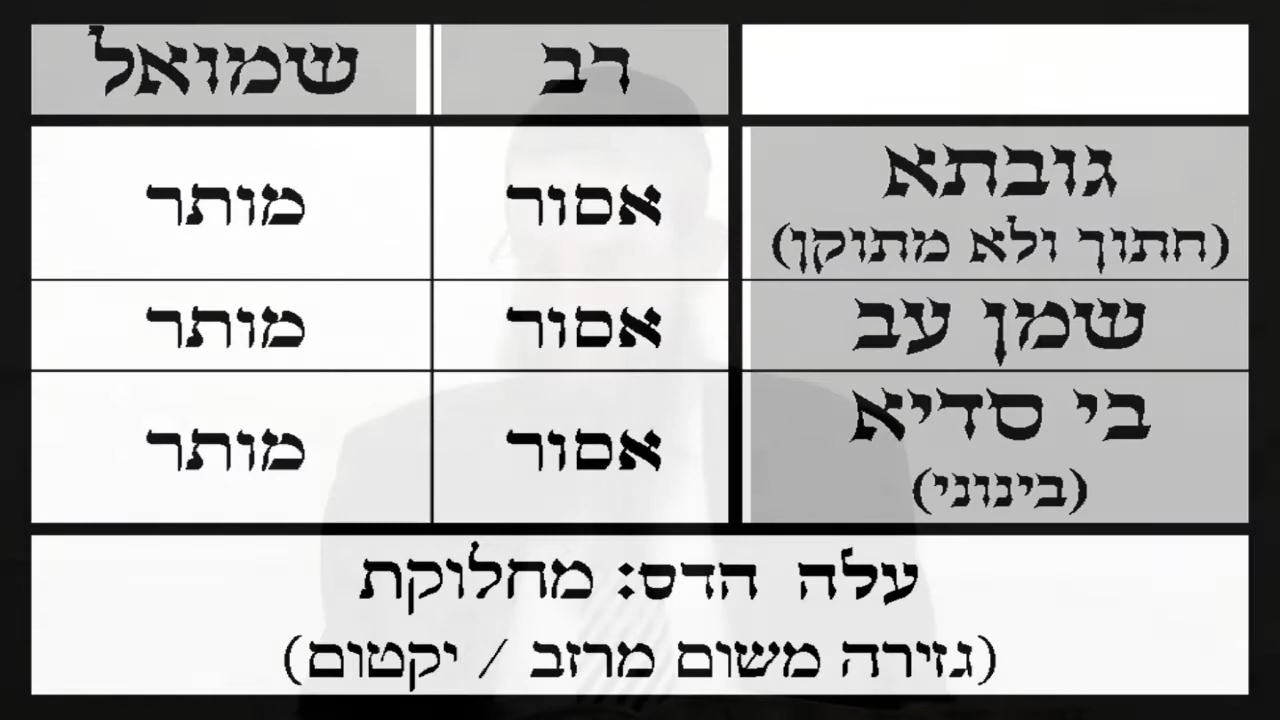 רב שמואל
גובתא אסור מותר
(חתוך ולא מתוקן)
שמן עב אסור מותר
בי סדיא אסור מותר
(בינוני)
עלה הדס: מחלוקת
(גזירה משום מרזב / יקטום)